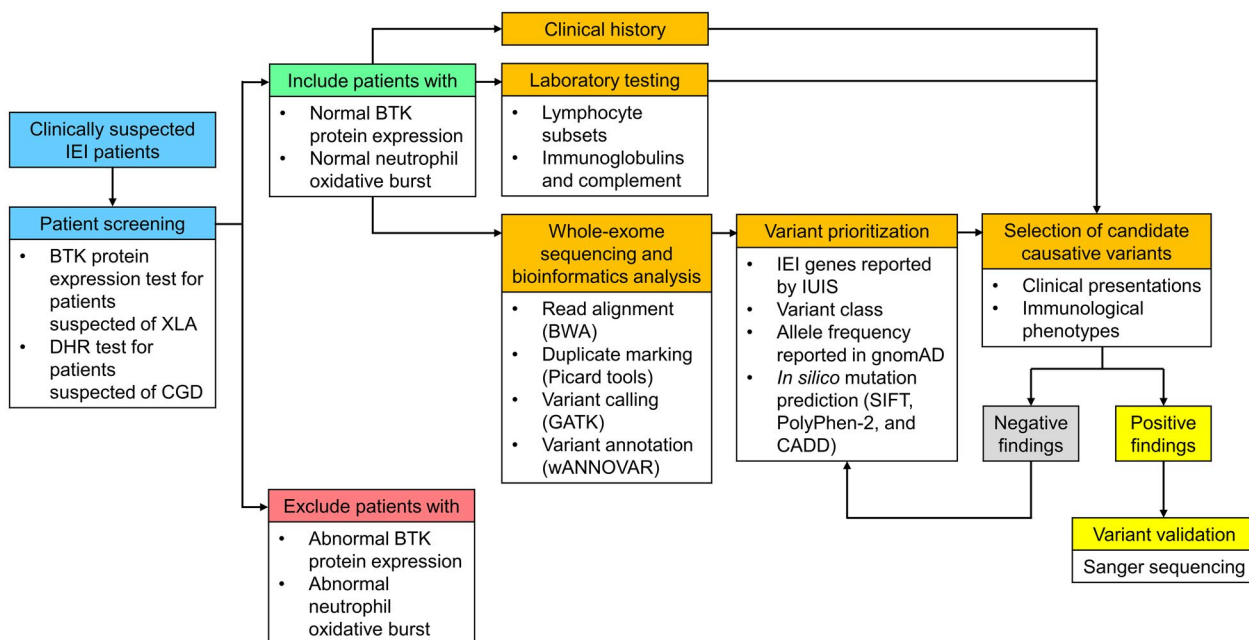 Clinically suspected
IEI patients
Patient screening
• BTK protein
expression test for
patients
suspected of XLA
• DHR test for
patients
suspected of CGD
Include patients with
• Normal BTK
protein expression
• Normal neutrophil
oxidative burst
Exclude patients with
• Abnormal BTK
protein expression
• Abnormal
neutrophil
oxidative burst
Clinical history
Laboratory testing
• Lymphocyte
subsets
• Immunoglobulins
and complement
Whole-exome
sequencing and
bioinformatics analysis
• Read alignment
(BWA)
• Duplicate marking
(Picard tools)
• Variant calling
(GATK)
• Variant annotation
(wANNOVAR)
Variant prioritization
• IEI genes reported
by IUIS
• Variant class
• Allele frequency
reported in gnomAD
• In silico mutation
prediction (SIFT,
PolyPhen-2, and
CADD)
Selection of candidate
causative variants
• Clinical presentations
• Immunological
phenotypes
Negative
findings
Positive
findings
Variant validation
Sanger sequencing